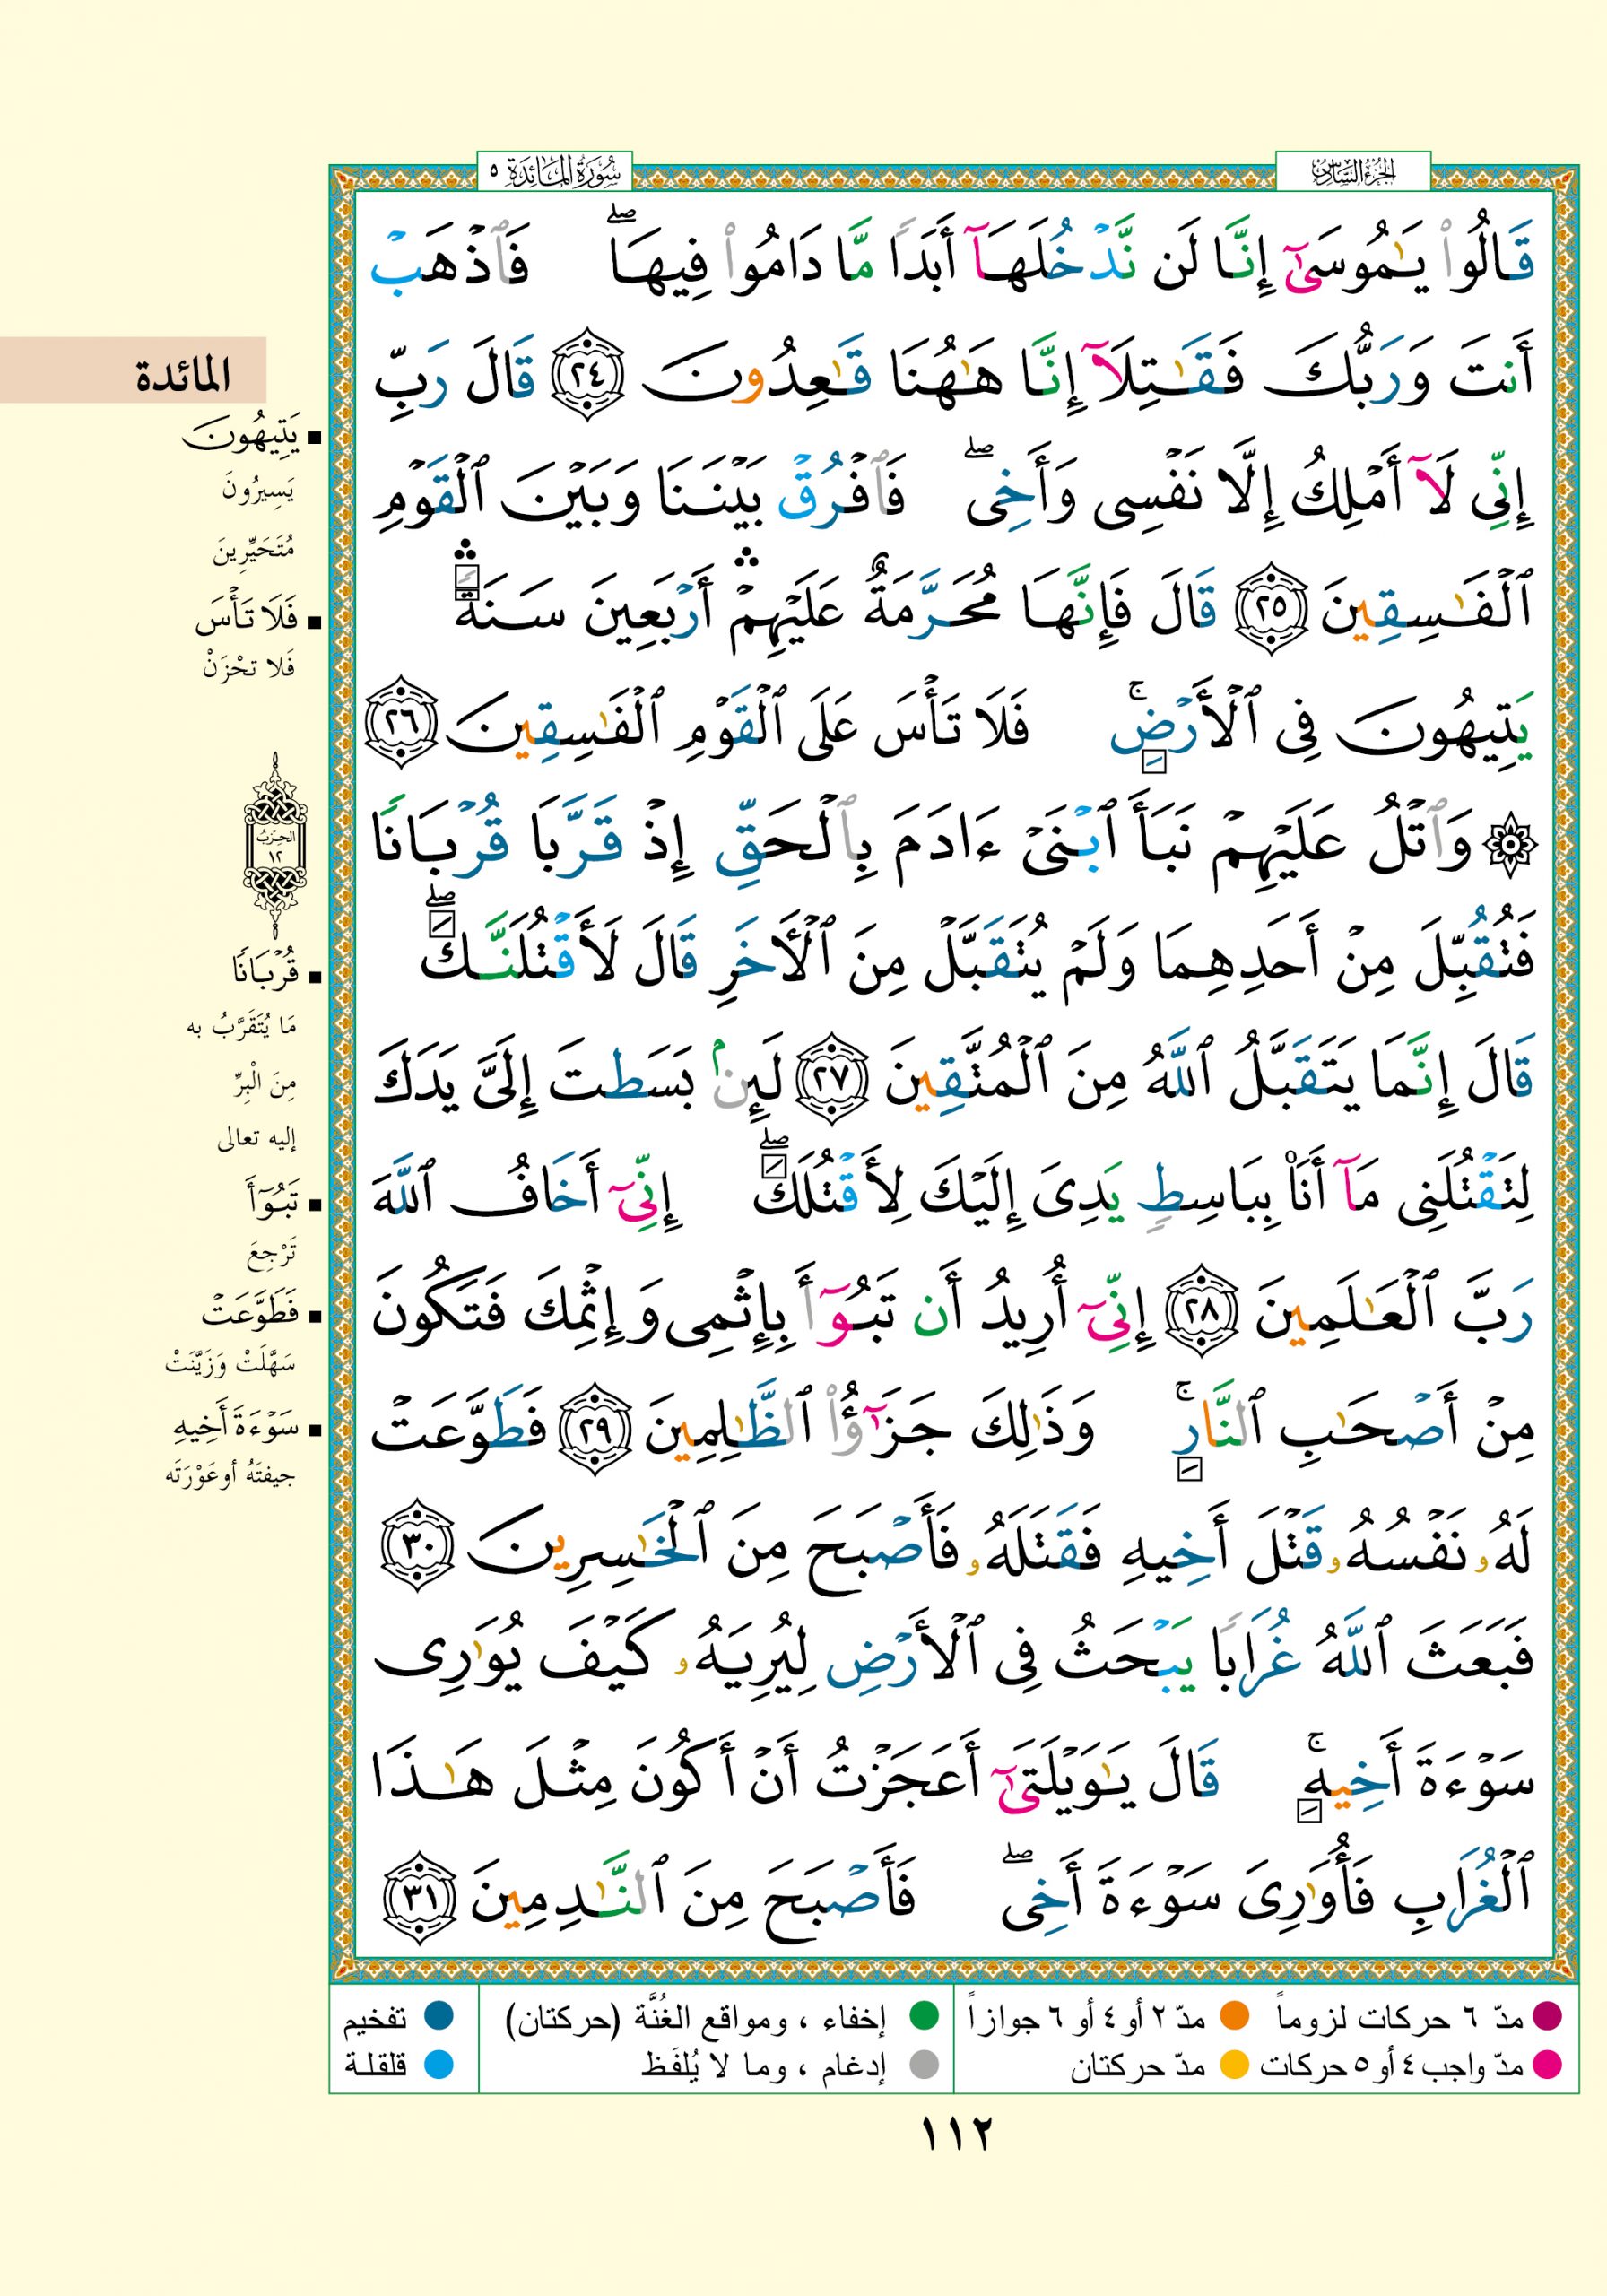 الجزء السادس
سورة المائدة ٥
قَالُوا۟ يَـٰمُوسَىٰٓ إِنَّا لَن نَّدْخُلَهَآ أَبَدًا مَّا دَامُوا۟ فِيهَا ۖ فَٱذْهَبْ
أَنتَ وَرَبُّكَ فَقَـٰتِلَآ إِنَّا هَـٰهُنَا قَـٰعِدُونَ ﴿٢٤﴾ قَالَ رَبِّ
إِنِّى لَآ أَمْلِكُ إِلَّا نَفْسِى وَأَخِى ۖ فَٱفْرُقْ بَيْنَنَا وَبَيْنَ ٱلْقَوْمِ
ٱلْفَـٰسِقِينَ ﴿٢٥﴾ قَالَ فَإِنَّهَا مُحَرَّمَةٌ عَلَيْهِمْ ۛ أَرْبَعِينَ سَنَةً ۛ
يَتِيهُونَ فِى ٱلْأَرْضِ ۚ فَلَا تَأْسَ عَلَى ٱلْقَوْمِ ٱلْفَـٰسِقِينَ ﴿٢٦﴾
۞ وَٱتْلُ عَلَيْهِمْ نَبَأَ ٱبْنَىْ ءَادَمَ بِٱلْحَقِّ إِذْ قَرَّبَا قُرْبَانًا
فَتُقُبِّلَ مِنْ أَحَدِهِمَا وَلَمْ يُتَقَبَّلْ مِنَ ٱلْـَٔاخَرِ قَالَ لَأَقْتُلَنَّكَ ۖ
قَالَ إِنَّمَا يَتَقَبَّلُ ٱللَّهُ مِنَ ٱلْمُتَّقِينَ ﴿٢٧﴾ لَئِنۢ بَسَطتَ إِلَىَّ يَدَكَ
لِتَقْتُلَنِى مَآ أَنَا۠ بِبَاسِطٍ يَدِىَ إِلَيْكَ لِأَقْتُلَكَ ۖ إِنِّىٓ أَخَافُ ٱللَّهَ
رَبَّ ٱلْعَـٰلَمِينَ ﴿٢٨﴾ إِنِّىٓ أُرِيدُ أَن تَبُوٓأَ بِإِثْمِى وَإِثْمِكَ فَتَكُونَ
مِنْ أَصْحَـٰبِ ٱلنَّارِ ۚ وَذَٰلِكَ جَزَٰٓؤُا۟ ٱلظَّـٰلِمِينَ ﴿٢٩﴾ فَطَوَّعَتْ
لَهُۥ نَفْسُهُۥ قَتْلَ أَخِيهِ فَقَتَلَهُۥ فَأَصْبَحَ مِنَ ٱلْخَـٰسِرِينَ ﴿٣٠﴾
فَبَعَثَ ٱللَّهُ غُرَابًا يَبْحَثُ فِى ٱلْأَرْضِ لِيُرِيَهُۥ كَيْفَ يُوَٰرِى
سَوْءَةَ أَخِيهِ ۚ قَالَ يَـٰوَيْلَتَىٰٓ أَعَجَزْتُ أَنْ أَكُونَ مِثْلَ هَـٰذَا
ٱلْغُرَابِ فَأُوَٰرِىَ سَوْءَةَ أَخِى ۖ فَأَصْبَحَ مِنَ ٱلنَّـٰدِمِينَ ﴿٣١﴾
المائدة
▪ يَتِيهُونَ
يَسِيرُونَ
مُتَحَيِّرِينَ
▪ فَلَا تَأْسَ
فَلا تَحْزَنْ
الحِزْبُ
١٢
▪ قُرْبَانًا
مَا يُتَقَرَّبُ به
مِنَ الْبِرِّ
إليه تعالى
▪ تَبُوٓأَ
تَرْجِعَ
▪ فَطَوَّعَتْ
سَهَّلَتْ وَزَيَّنَتْ
▪ سَوْءَةَ أَخِيهِ
جيفتَهُ أو عَوْرَتَه
مدّ ٦ حركات لزوماً ● مدّ ٢ أو ٤ أو ٦ جوازاً ● إخفاء ، ومواقع الغُنَّة (حركتان) ● تفخيم
مدّ واجب ٤ أو ٥ حركات ● مدّ حركتان ● إدغام ، وما لا يُلفَظ ● قلقلة
١١٢